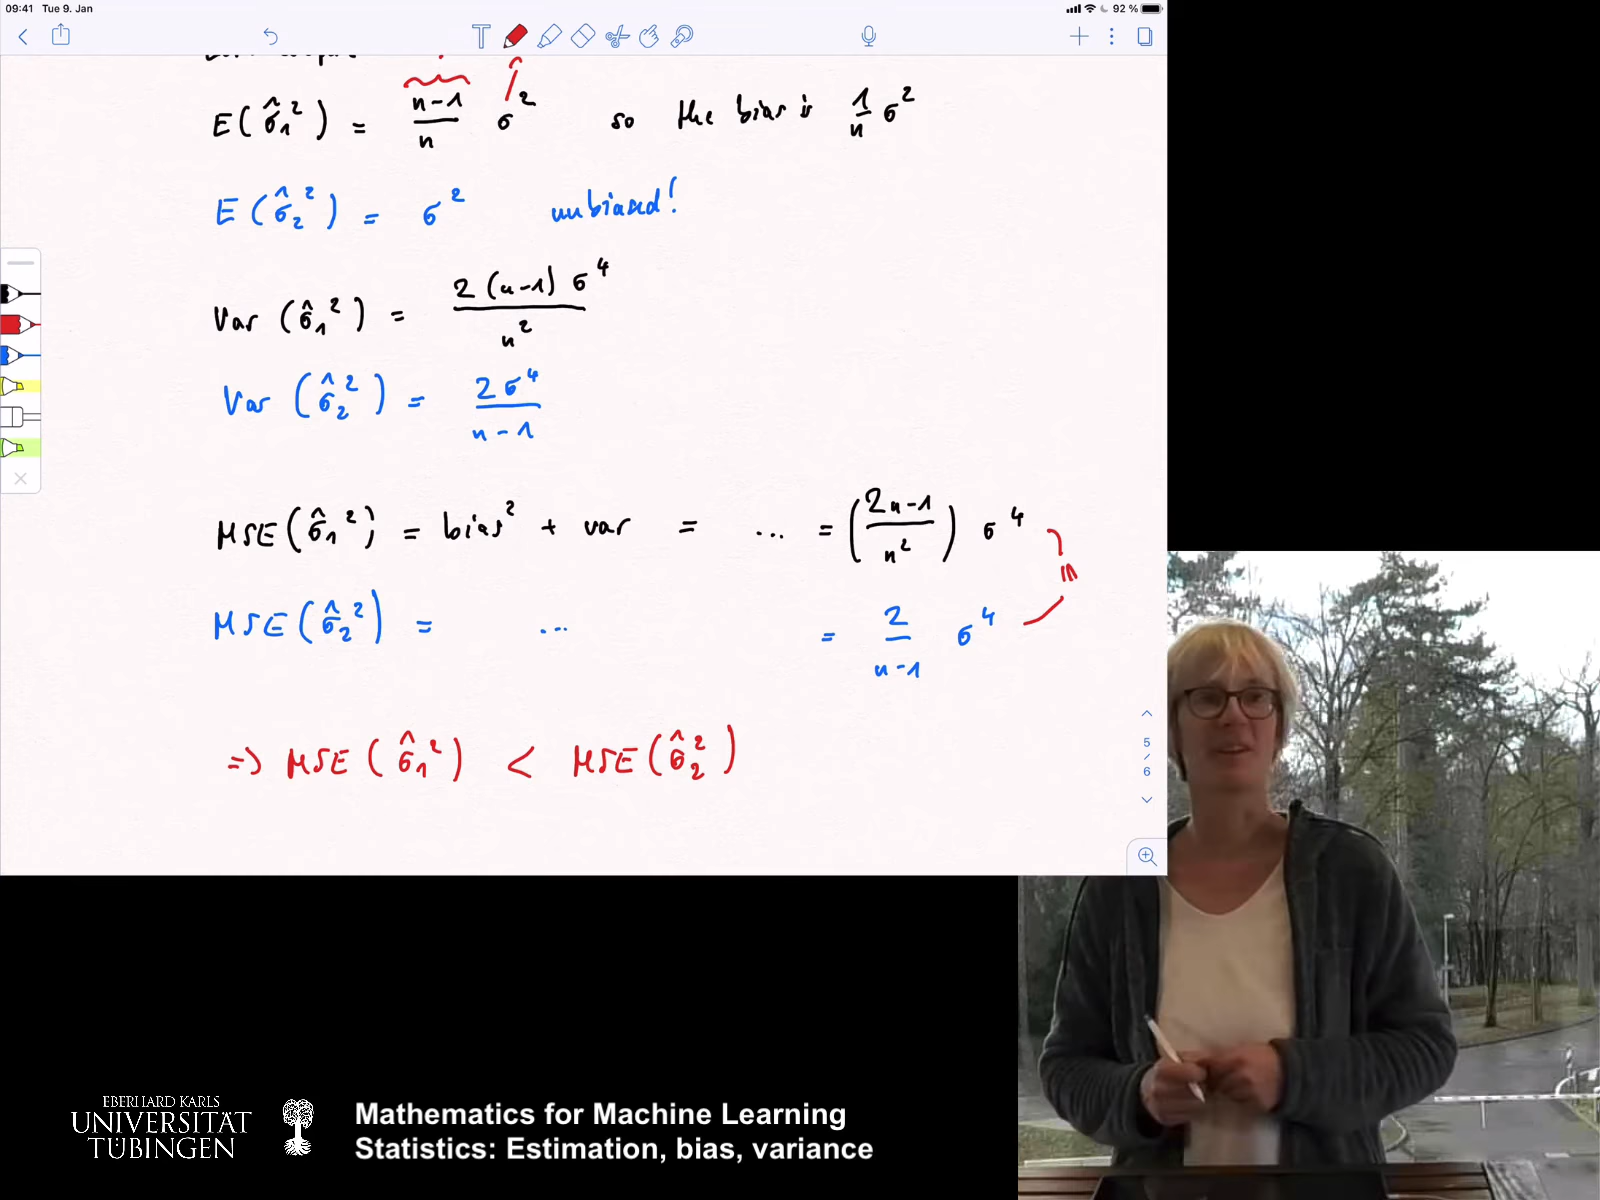 09:41 Tue 9. Jan 92 %
E(σ̂₁²) = n-1/n σ² so the bias is 1/n σ²
E(σ̂₂²) = σ² unbiased!
Var (σ̂₁²) = 2(n-1)σ⁴/n²
Var (σ̂₂²) = 2σ⁴/n-1
MSE(σ̂₁²) = bias² + var = ... = (2n-1/n²) σ⁴
MSE(σ̂₂²) = ... = 2/n-1 σ⁴
=> MSE(σ̂₁²) < MSE(σ̂₂²)
5
/
6
EBERHARD KARLS
UNIVERSITÄT
TÜBINGEN
Mathematics for Machine Learning
Statistics: Estimation, bias, variance